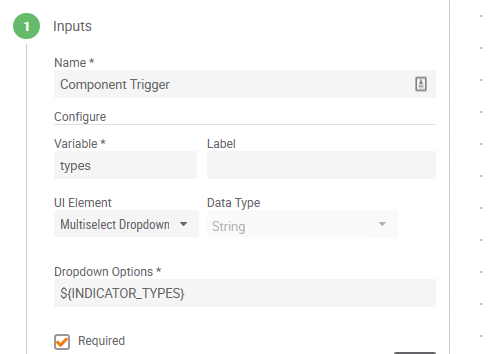 1 Inputs
Name *
Component Trigger
Configure
Variable * Label
types
UI Element Data Type
Multiselect Dropdown String
Dropdown Options *
${INDICATOR_TYPES}
Required